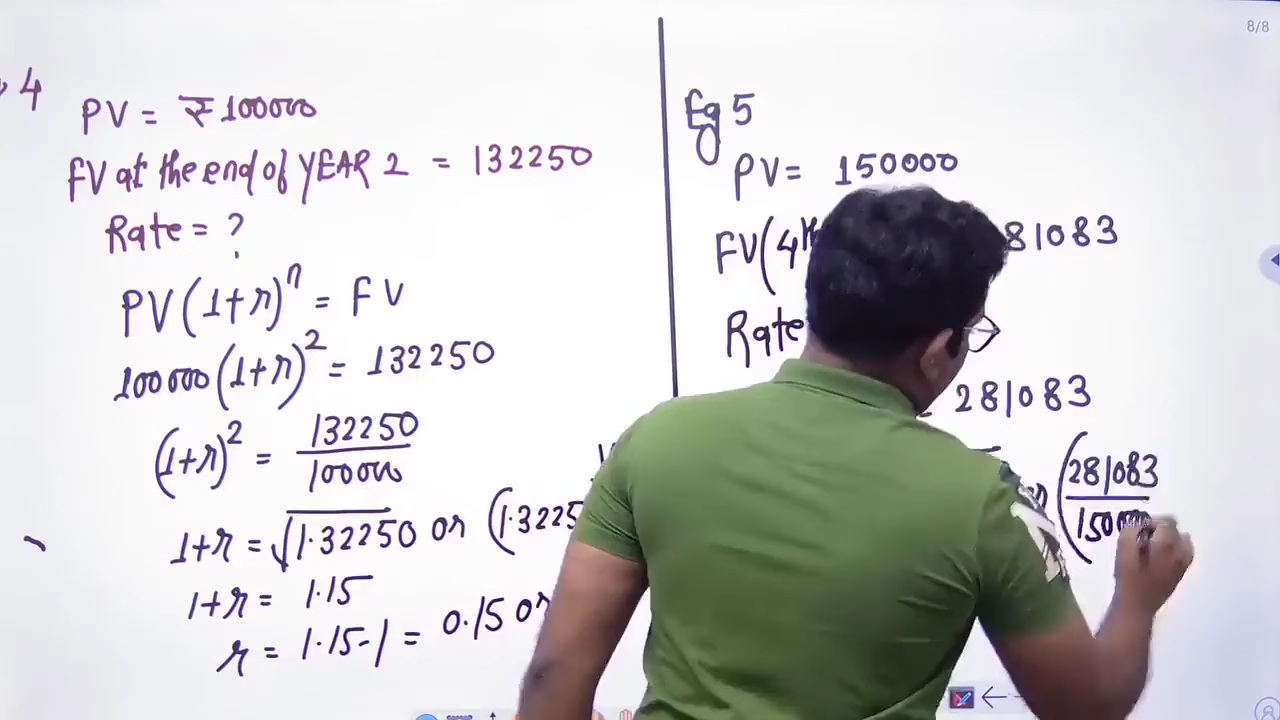 8/8
4
PV = ₹100000
FV at the end of YEAR 2 = 132250
Rate = ?
PV(1+r)^n = FV
100000(1+r)^2 = 132250
(1+r)^2 = 132250/100000
1+r = √1.32250 or (1.3225
1+r = 1.15
r = 1.15-1 = 0.15 or
Eg 5
PV = 150000
FV(4th 81083
Rate
281083
(281083/1500